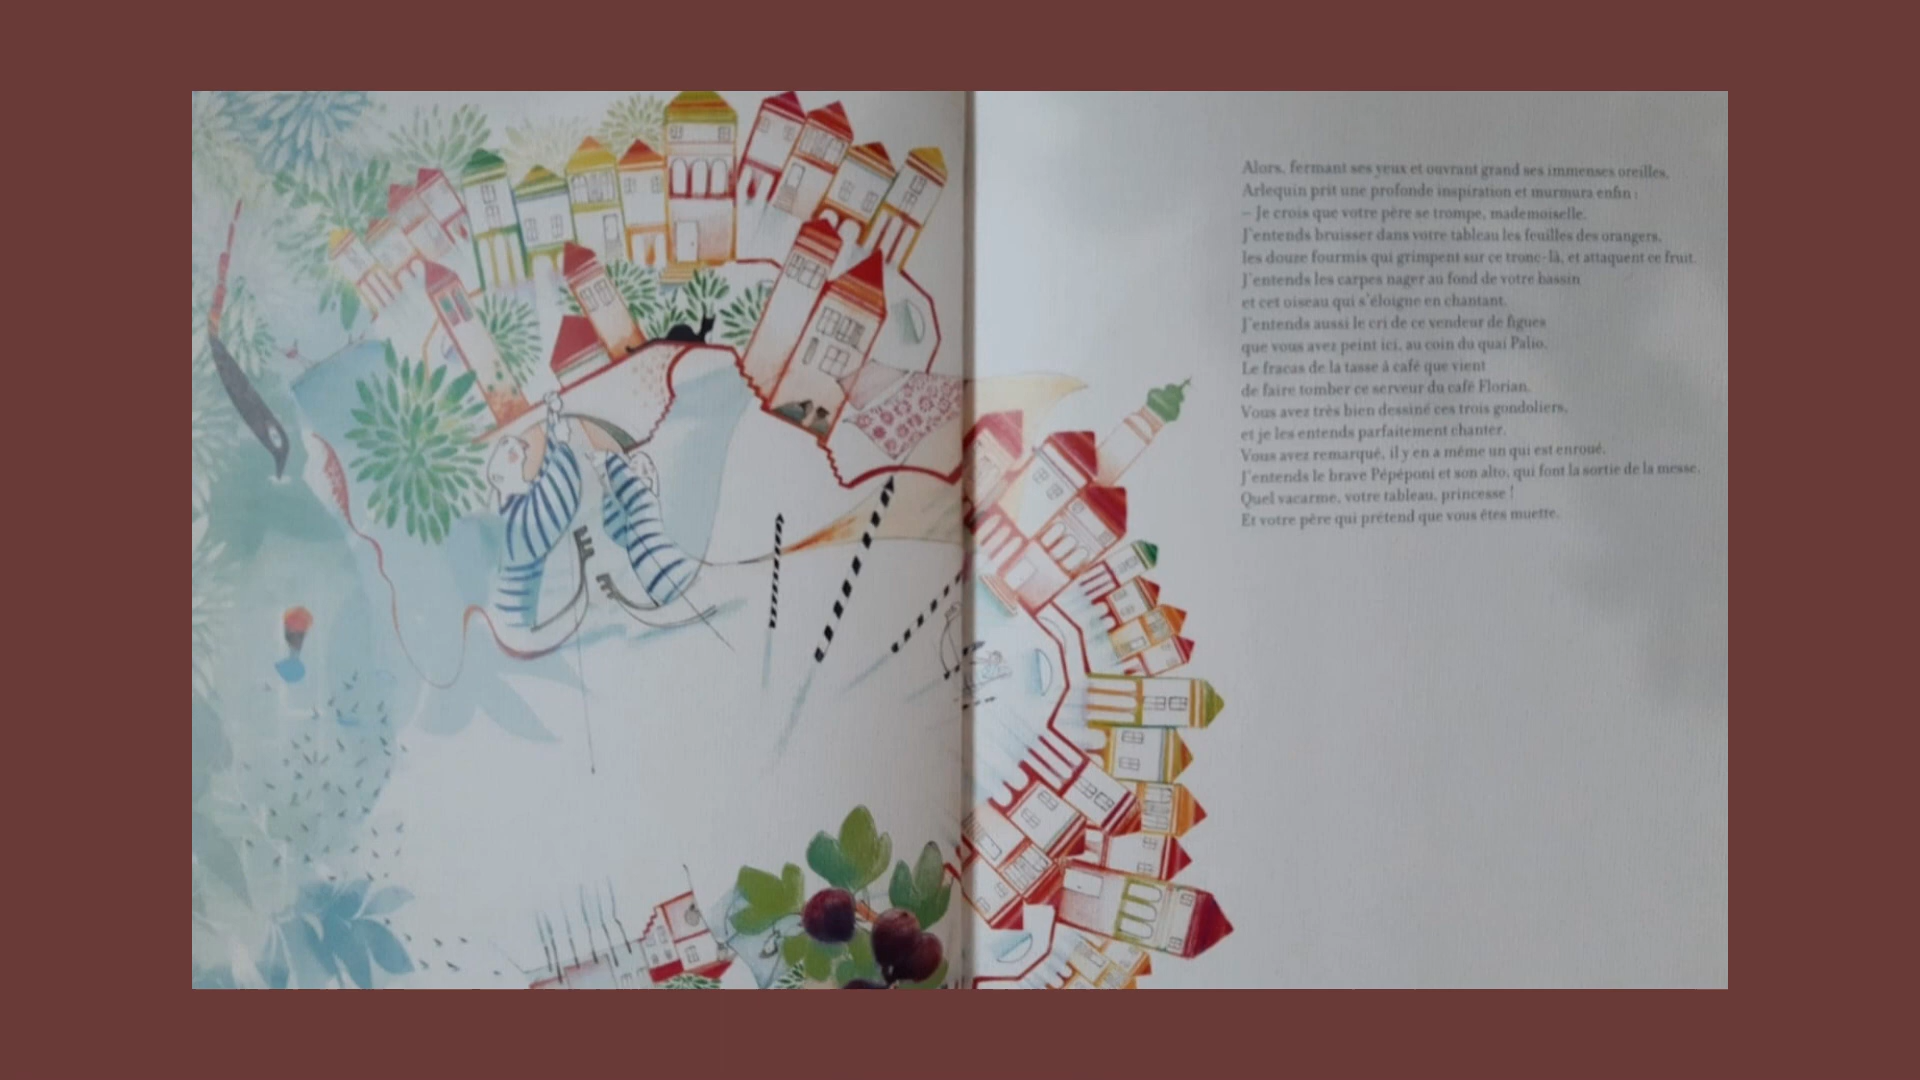 Alors, fermant ses yeux et ouvrant grand ses immenses oreilles,
Arlequin prit une profonde inspiration et murmura enfin :
– Je crois que votre père se trompe, mademoiselle.
J'entends bruisser dans votre tableau les feuilles des orangers,
les douze fourmis qui grimpent sur ce tronc-là, et attaquent ce fruit.
J'entends les carpes nager au fond de votre bassin
et cet oiseau qui s'éloigne en chantant.
J'entends aussi le cri de ce vendeur de figues
que vous avez peint ici, au coin du quai Palio.
Le fracas de la tasse à café que vient
de faire tomber ce serveur du café Florian.
Vous avez très bien dessiné ces trois gondoliers,
et je les entends parfaitement chanter.
Vous avez remarqué, il y en a même un qui est enroué.
J'entends le brave Pépéponi et son alto, qui font la sortie de la messe.
Quel vacarme, votre tableau, princesse !
Et votre père qui prétend que vous êtes muette.